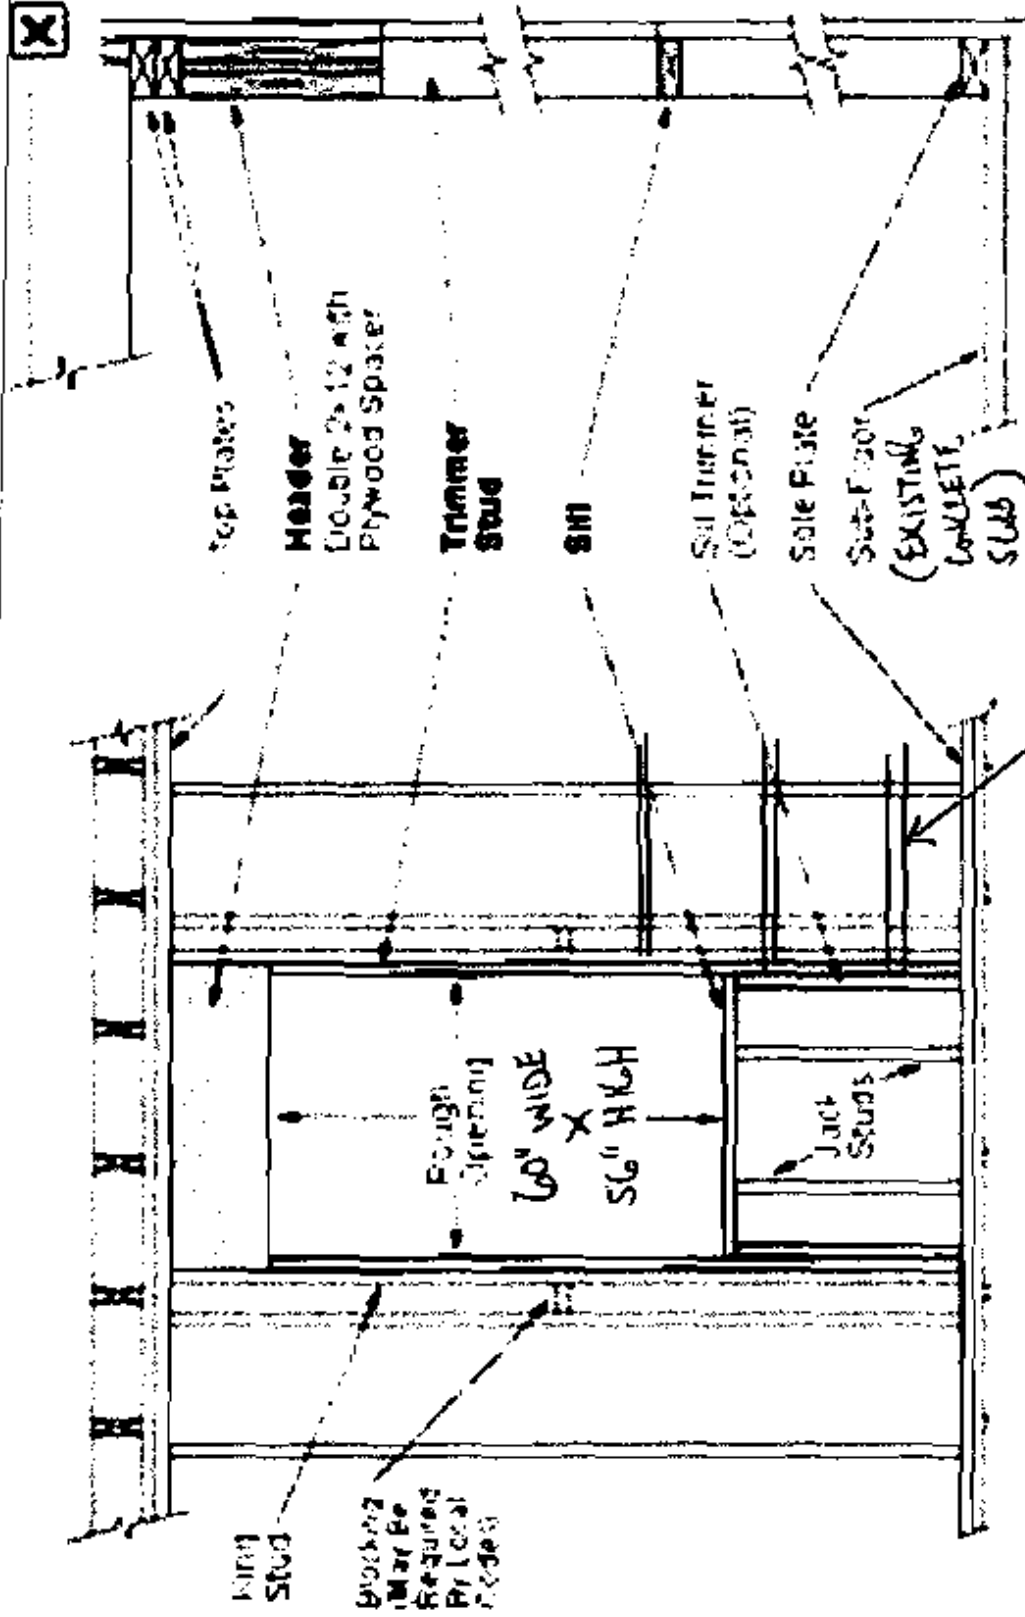 King
Stud
Blocking
(May Be
Required
By Local
Codes)
Rough
Opening
60" WIDE
X
56" HIGH
Jack
Studs
Top Plates
Header
Double 2x12 with
Plywood Spacer
Trimmer
Stud
Sill
Sill Trimmer
(Optional)
Sole Plate
Sub-Floor
(EXISTING
CONCRETE
SLAB)